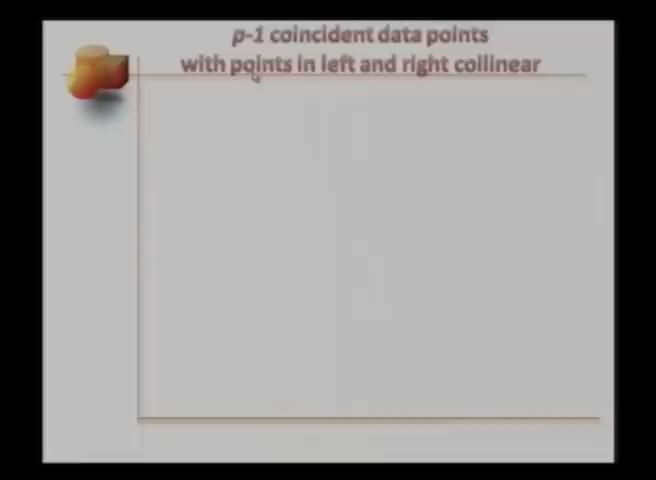 p-1 coincident data points
with points in left and right collinear